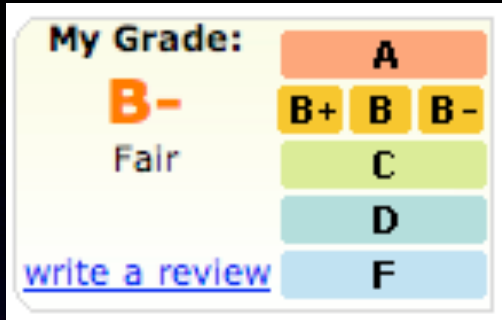 My Grade:
B-
Fair
write a review
A
B+ B B-
C
D
F